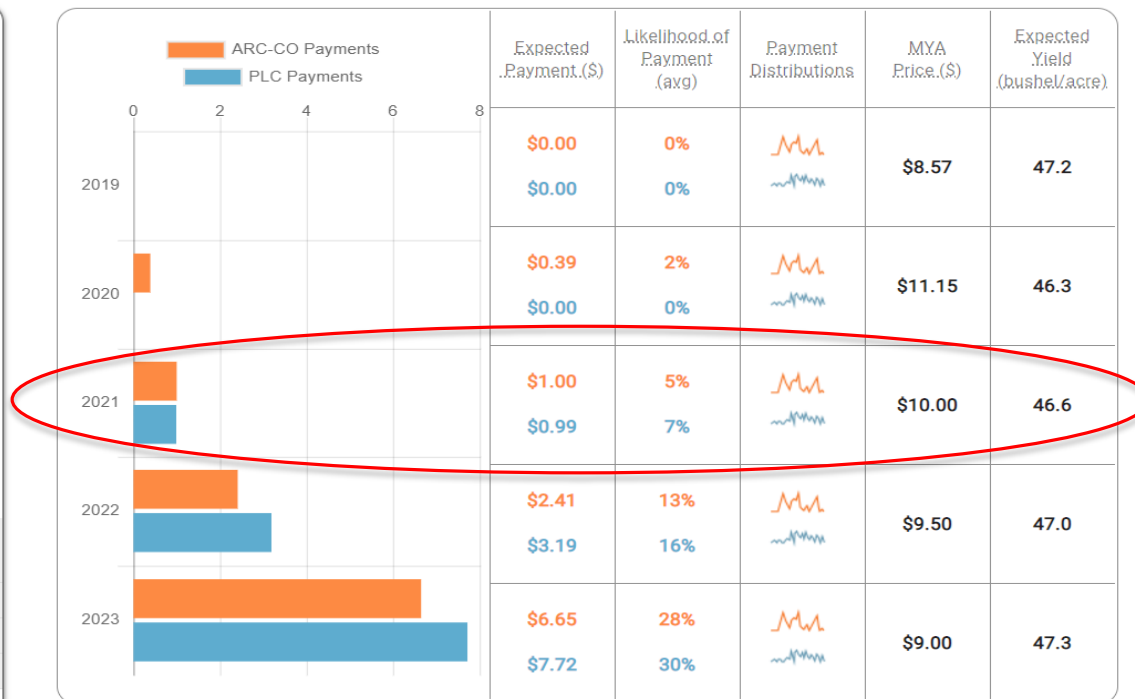 ARC-CO Payments
PLC Payments
Expected Payment ($)
Likelihood of Payment (avg)
Payment Distributions
MYA Price ($)
Expected Yield (bushel/acre)
0 2 4 6 8
2019
$0.00 0%
$0.00 0%
$8.57 47.2
2020
$0.39 2%
$0.00 0%
$11.15 46.3
2021
$1.00 5%
$0.99 7%
$10.00 46.6
2022
$2.41 13%
$3.19 16%
$9.50 47.0
2023
$6.65 28%
$7.72 30%
$9.00 47.3